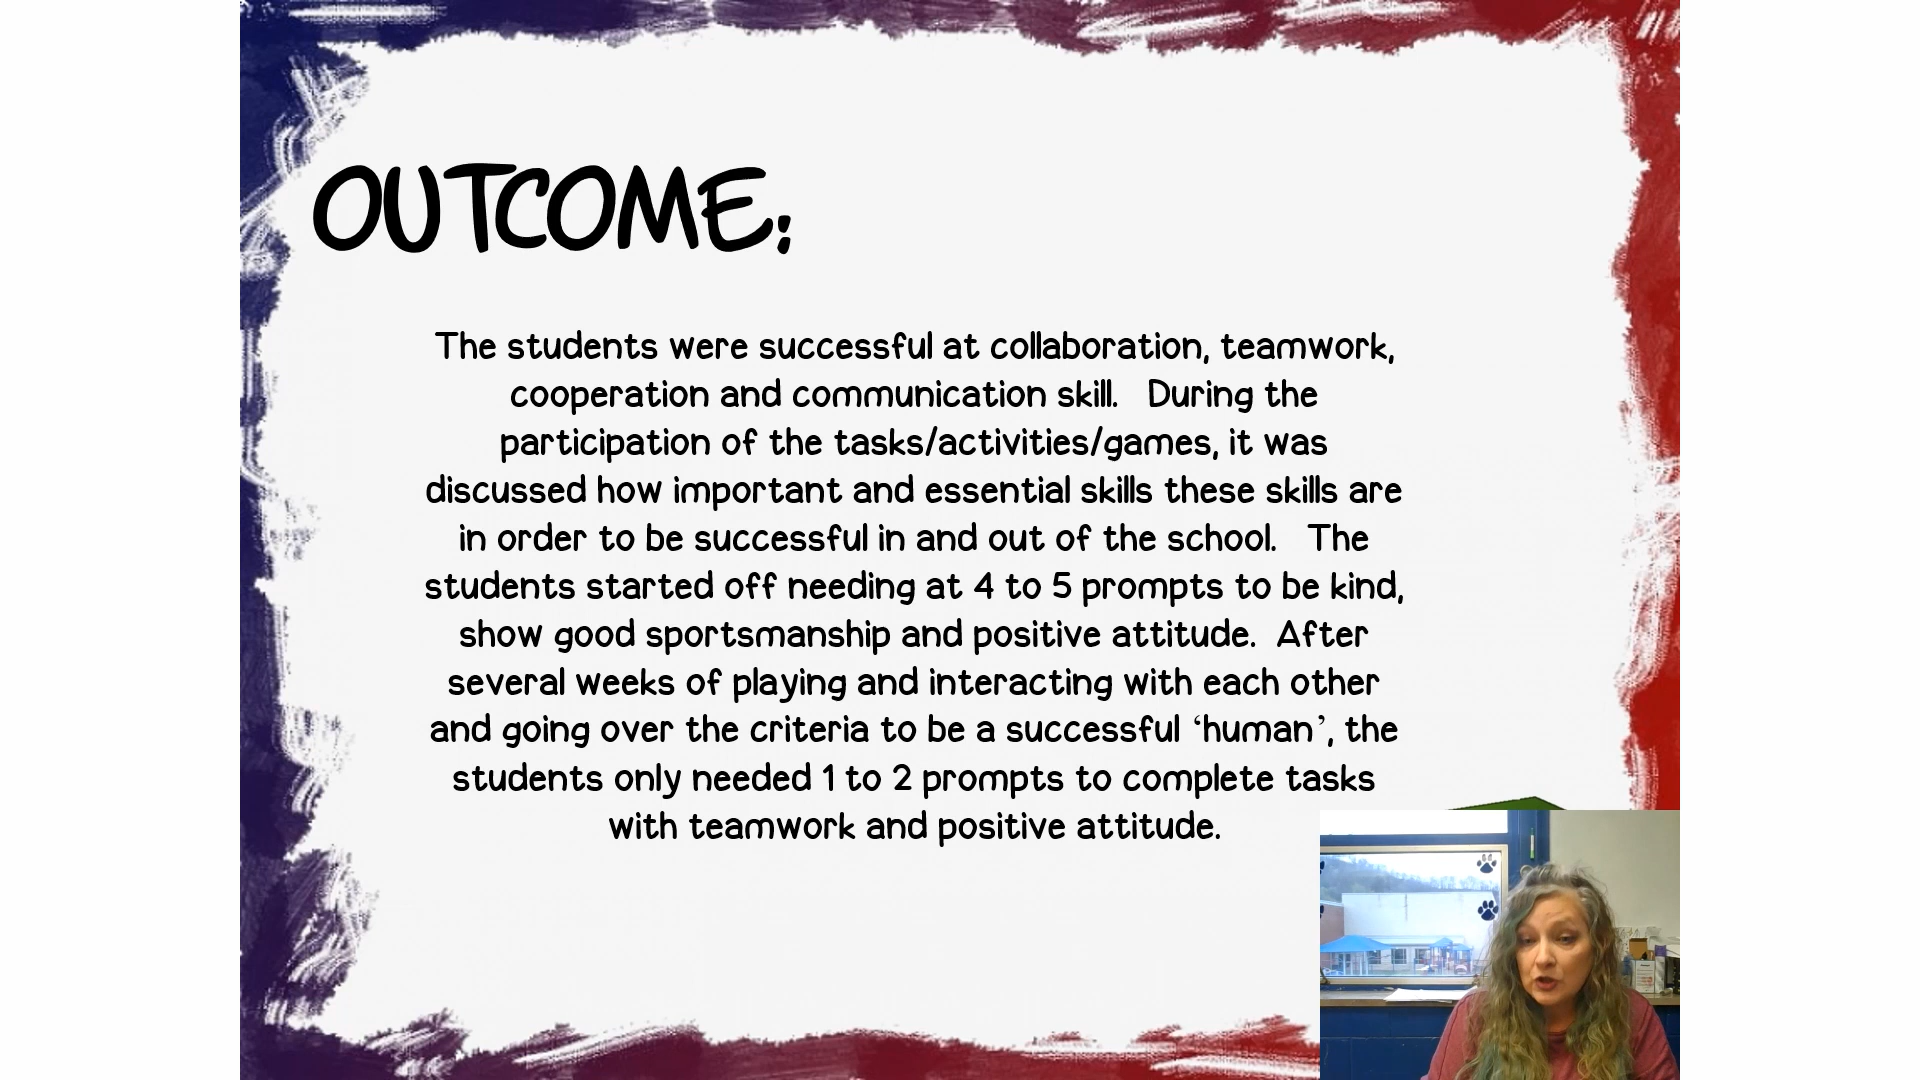 OUTCOME:
The students were successful at collaboration, teamwork,
cooperation and communication skill. During the
participation of the tasks/activities/games, it was
discussed how important and essential skills these skills are
in order to be successful in and out of the school. The
students started off needing at 4 to 5 prompts to be kind,
show good sportsmanship and positive attitude. After
several weeks of playing and interacting with each other
and going over the criteria to be a successful ‘human’, the
students only needed 1 to 2 prompts to complete tasks
with teamwork and positive attitude.